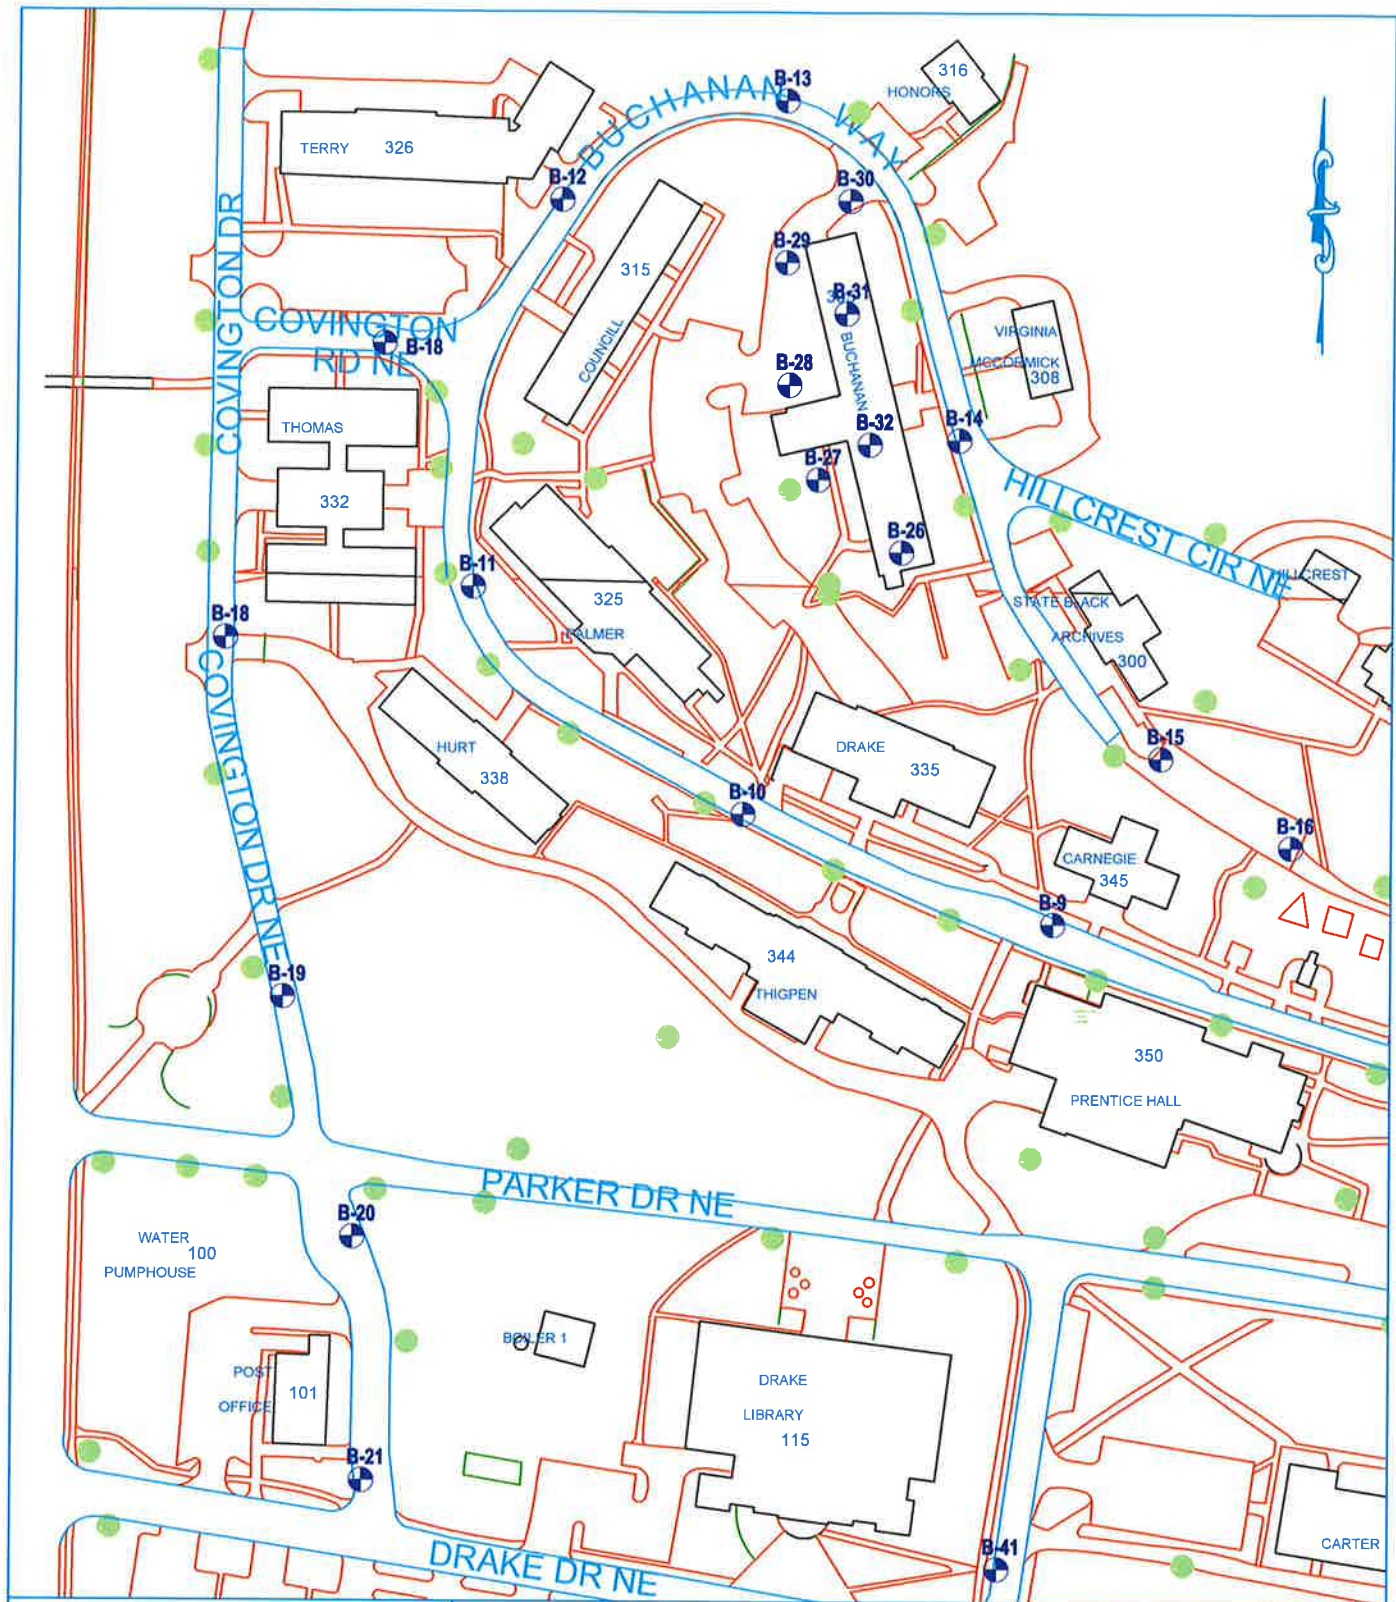 316
HONORS
B-13
BUCHANAN WAY
TERRY 326
B-12
B-30
COVINGTON DR
315
COUNCILL
B-29
B-31
BUCHANAN
VIRGINIA
MCCORMICK
308
COVINGTON
RD NE
B-18
B-28
THOMAS
332
B-32
B-14
B-27
HILLCREST CIR NE
B-26
HILLCREST
B-11
325
PALMER
STATE BLACK
ARCHIVES
300
B-18
COVINGTON DR NE
HURT
338
DRAKE
335
B-15
B-10
B-16
CARNEGIE
345
B-9
344
THIGPEN
B-19
350
PRENTICE HALL
PARKER DR NE
B-20
WATER
100
PUMPHOUSE
BOILER 1
POST
101
OFFICE
DRAKE
LIBRARY
115
B-21
DRAKE DR NE
B-41
CARTER